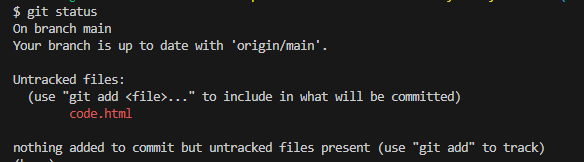 $ git status
On branch main
Your branch is up to date with 'origin/main'.
Untracked files:
(use "git add <file>..." to include in what will be committed)
code.html
nothing added to commit but untracked files present (use "git add" to track)